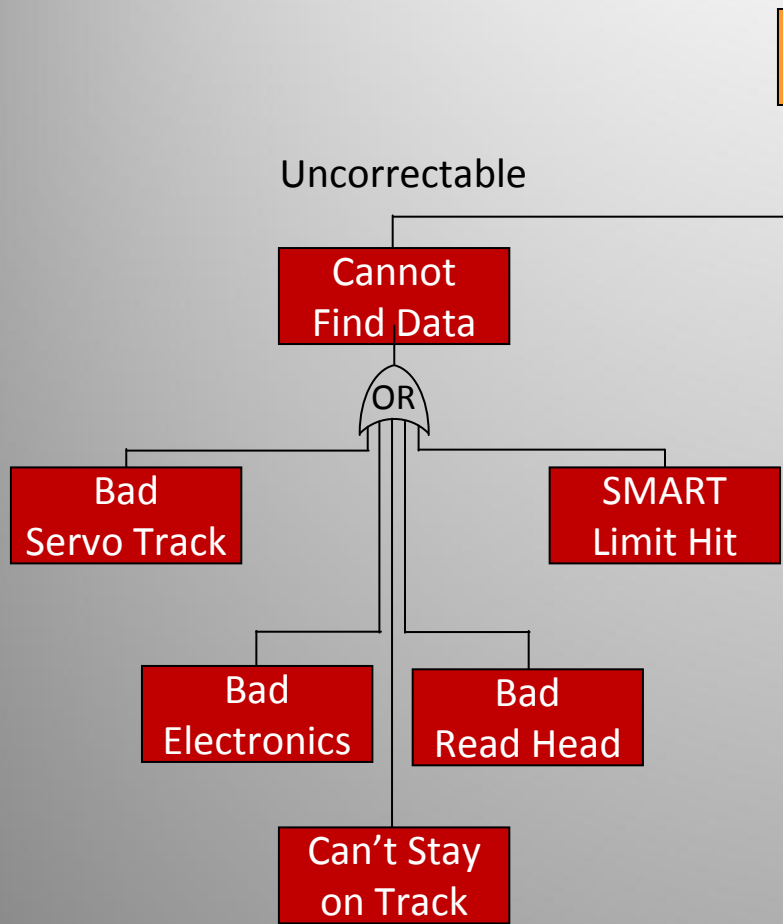 Uncorrectable
Cannot
Find Data
OR
Bad
Servo Track
SMART
Limit Hit
Bad
Electronics
Bad
Read Head
Can’t Stay
on Track